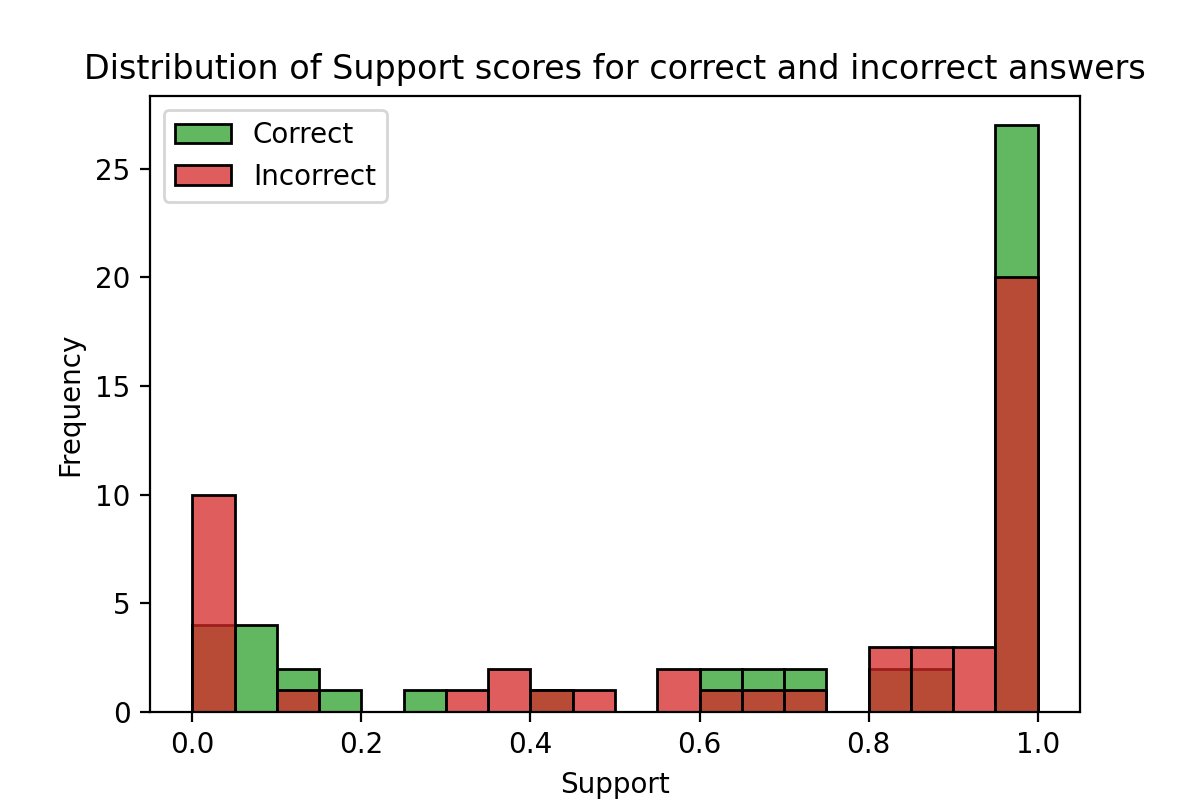 Distribution of Support scores for correct and incorrect answers
Correct
Incorrect
25
20
15
10
5
0
Frequency
0.0 0.2 0.4 0.6 0.8 1.0
Support